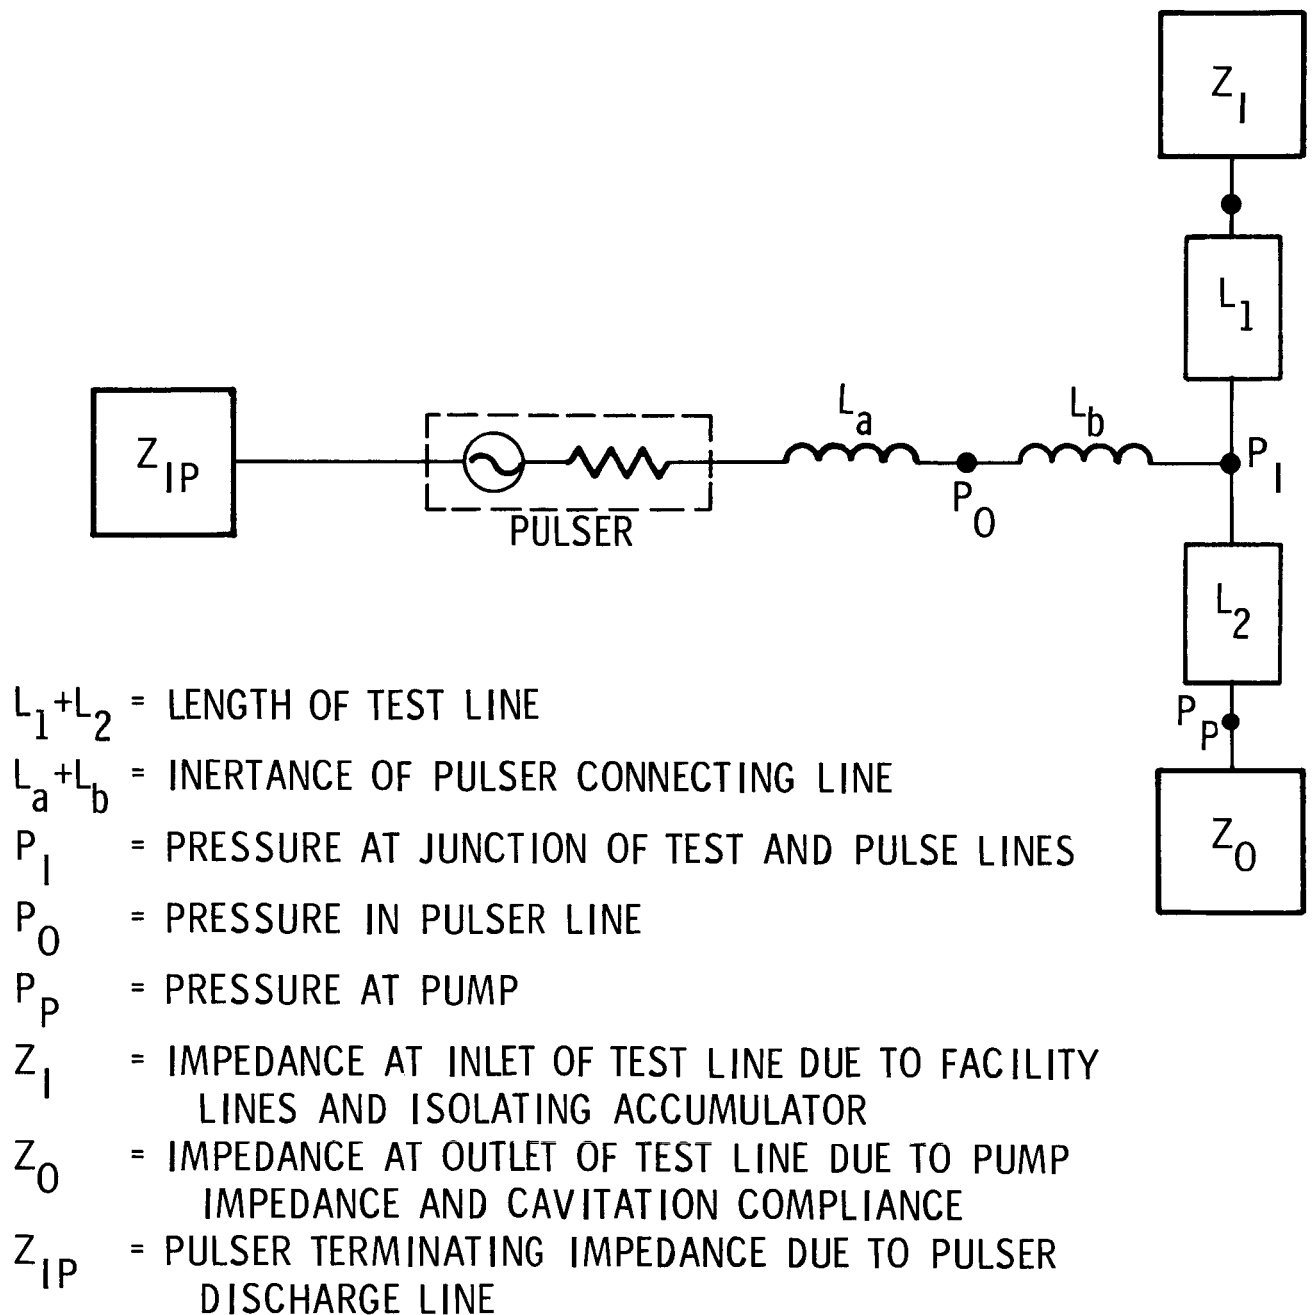 Z_I
L_1
L_a
L_b
Z_IP
P_I
P_O
PULSER
L_2
P_P
Z_O
L_1+L_2 = LENGTH OF TEST LINE
L_a+L_b = INERTANCE OF PULSER CONNECTING LINE
P_I = PRESSURE AT JUNCTION OF TEST AND PULSE LINES
P_O = PRESSURE IN PULSER LINE
P_P = PRESSURE AT PUMP
Z_I = IMPEDANCE AT INLET OF TEST LINE DUE TO FACILITY
LINES AND ISOLATING ACCUMULATOR
Z_O = IMPEDANCE AT OUTLET OF TEST LINE DUE TO PUMP
IMPEDANCE AND CAVITATION COMPLIANCE
Z_IP = PULSER TERMINATING IMPEDANCE DUE TO PULSER
DISCHARGE LINE